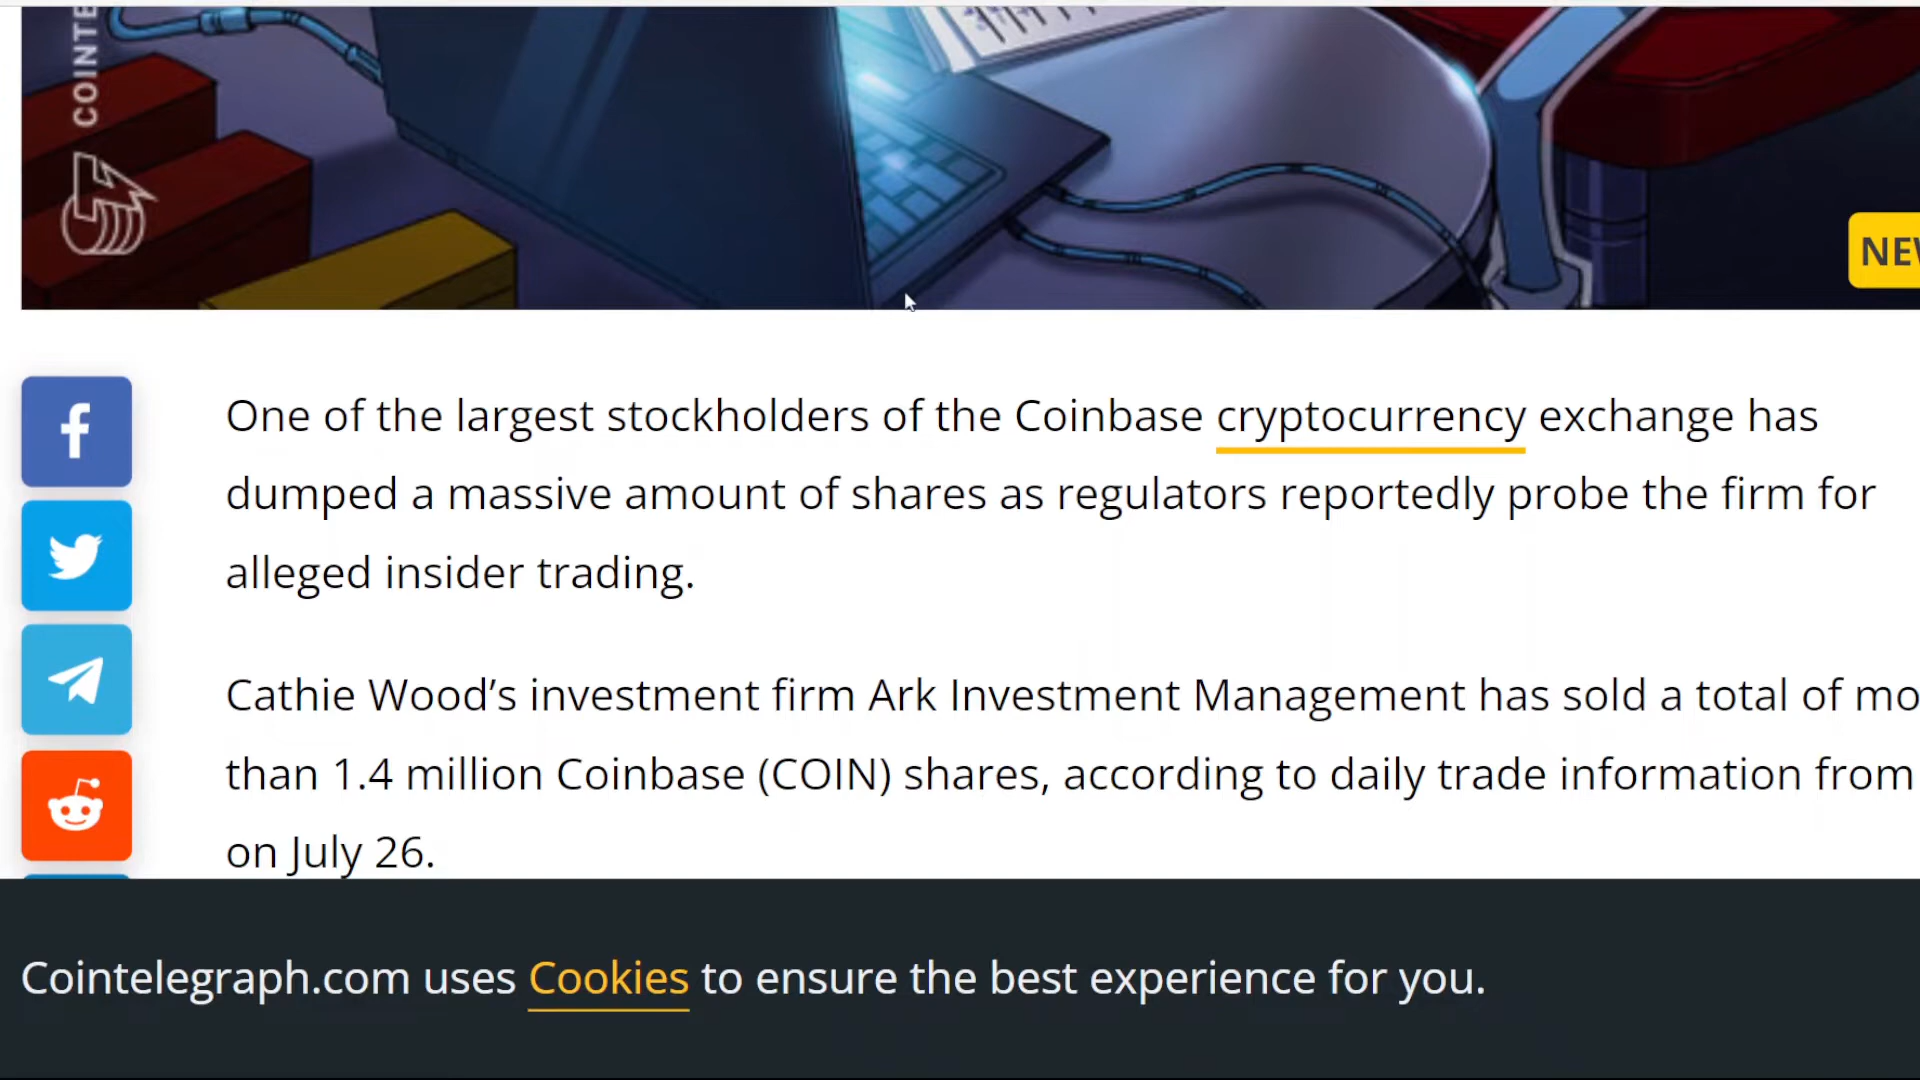 COINTE
NEW
One of the largest stockholders of the Coinbase cryptocurrency exchange has
dumped a massive amount of shares as regulators reportedly probe the firm for
alleged insider trading.
Cathie Wood’s investment firm Ark Investment Management has sold a total of mo
than 1.4 million Coinbase (COIN) shares, according to daily trade information from
on July 26.
Cointelegraph.com uses Cookies to ensure the best experience for you.